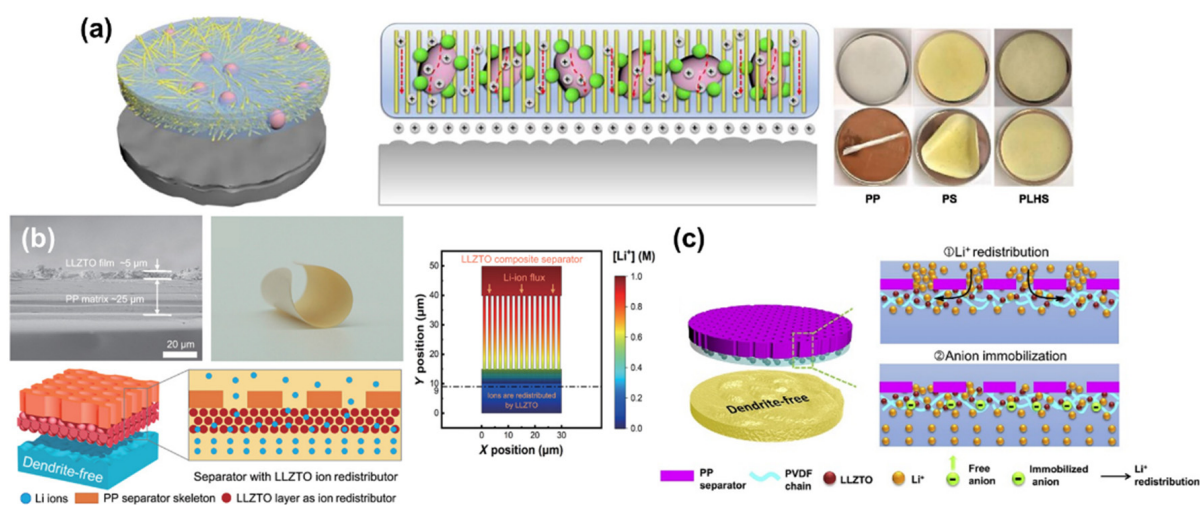 (a)
PP
PS
PLHS
(b)
LLZTO film ~5 μm
PP matrix ~25 μm
20 μm
LLZTO composite separator
Li-ion flux
Ions are redistributed
by LLZTO
Y position (μm)
50
40
30
20
10
9
0
0
10
20
30
X position (μm)
[Li⁺] (M)
1.0
0.8
0.6
0.4
0.2
0.0
Dendrite-free
Separator with LLZTO ion redistributor
Li ions
PP separator skeleton
LLZTO layer as ion redistributor
(c)
①Li⁺ redistribution
②Anion immobilization
Dendrite-free
PP
separator
PVDF
chain
LLZTO
Li⁺
Free
anion
Immobilized
anion
Li⁺
redistribution